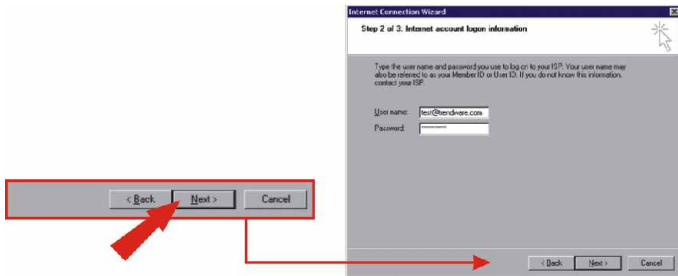 Internet Connection Wizard
Step 2 of 3: Internet account logon information
Type the user name and password you use to log on to your ISP. Your user name may
also be referred to as your Member ID or User ID. If you do not know this information,
contact your ISP.
User name: test@trendware.com
Password:
< Back Next > Cancel
< Back Next > Cancel